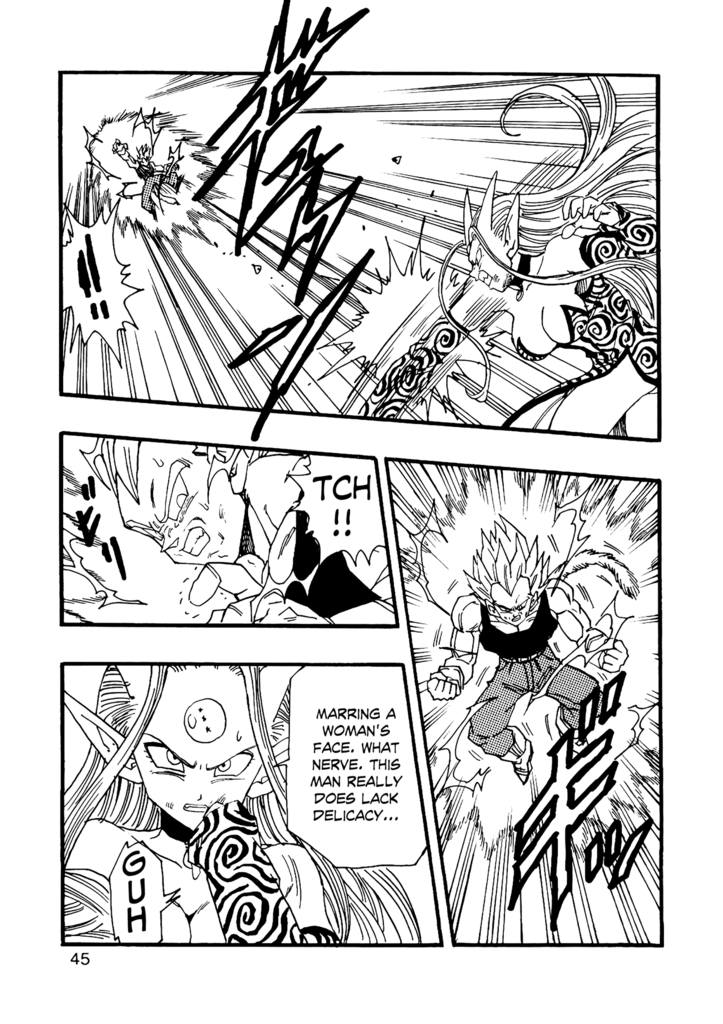 TCH
!!
MARRING A
WOMAN'S
FACE. WHAT
NERVE. THIS
MAN REALLY
DOES LACK
DELICACY...
GUH
45